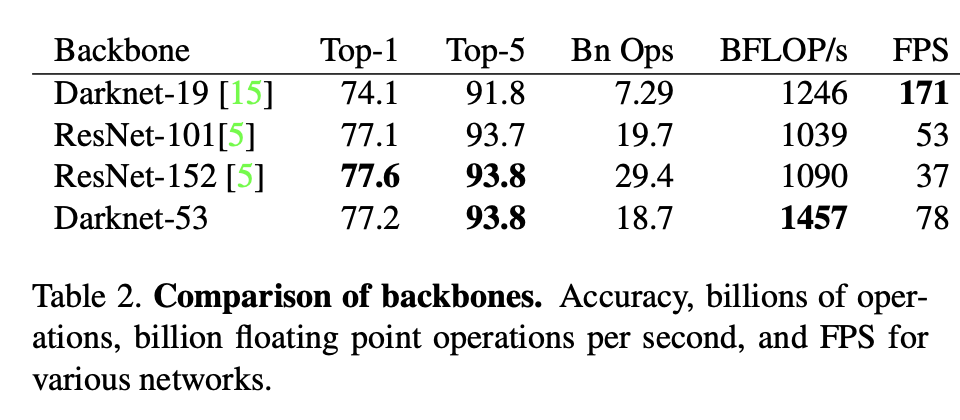 Backbone Top-1 Top-5 Bn Ops BFLOP/s FPS
Darknet-19 [15] 74.1 91.8 7.29 1246 171
ResNet-101[5] 77.1 93.7 19.7 1039 53
ResNet-152 [5] 77.6 93.8 29.4 1090 37
Darknet-53 77.2 93.8 18.7 1457 78
Table 2. Comparison of backbones. Accuracy, billions of oper-
ations, billion floating point operations per second, and FPS for
various networks.